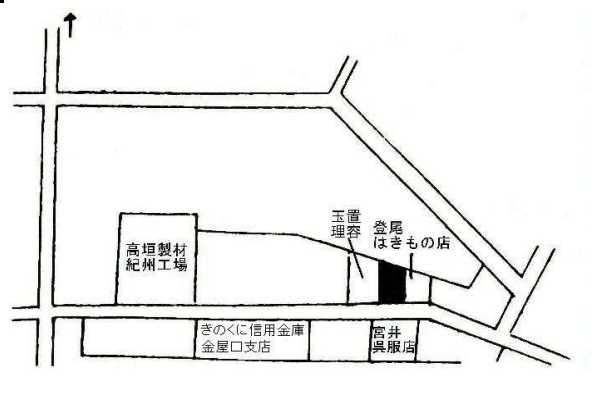 玉置
理容
登尾
はきもの店
高垣製材
紀州工場
きのくに信用金庫
金屋口支店
宮井
呉服店